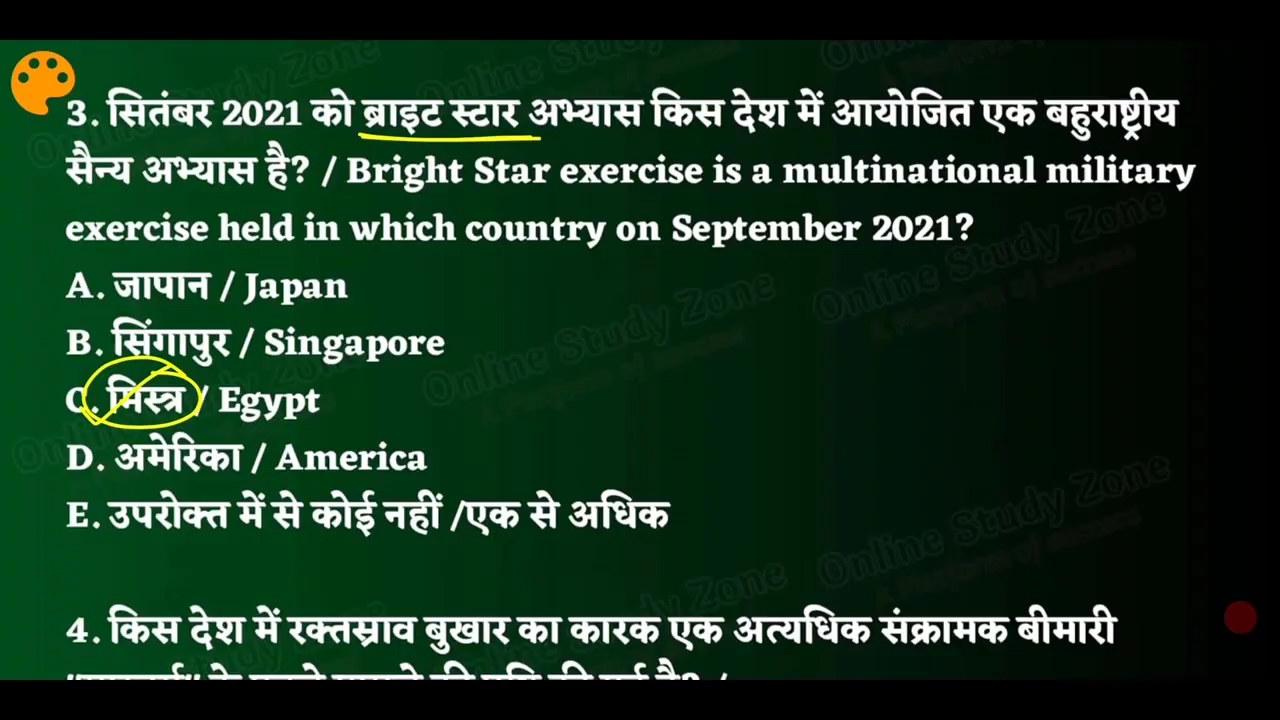 3. सितंबर 2021 को ब्राइट स्टार अभ्यास किस देश में आयोजित एक बहुराष्ट्रीय
सैन्य अभ्यास है? / Bright Star exercise is a multinational military
exercise held in which country on September 2021?
A. जापान / Japan
B. सिंगापुर / Singapore
C. मिस्त्र / Egypt
D. अमेरिका / America
E. उपरोक्त में से कोई नहीं /एक से अधिक
4. किस देश में रक्तस्राव बुखार का कारक एक अत्यधिक संक्रामक बीमारी